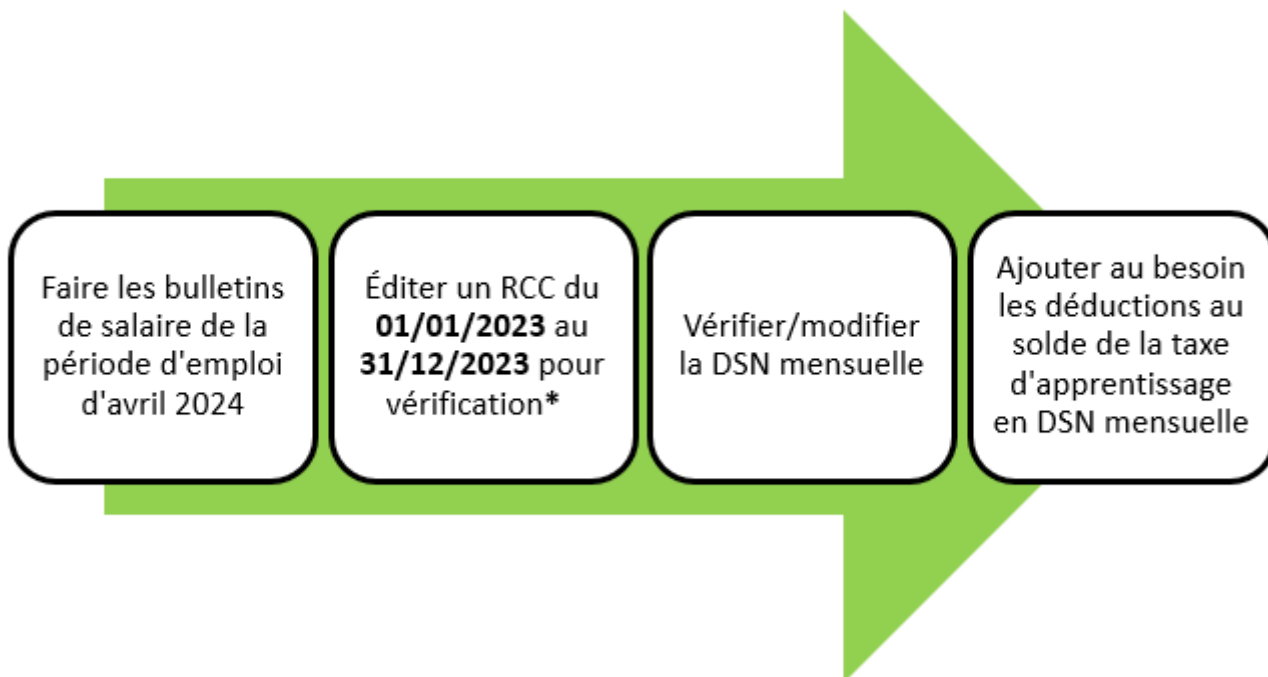 Faire les bulletins
de salaire de la
période d'emploi
d'avril 2024
Éditer un RCC du
01/01/2023 au
31/12/2023 pour
vérification*
Vérifier/modifier
la DSN mensuelle
Ajouter au besoin
les déductions au
solde de la taxe
d'apprentissage
en DSN mensuelle